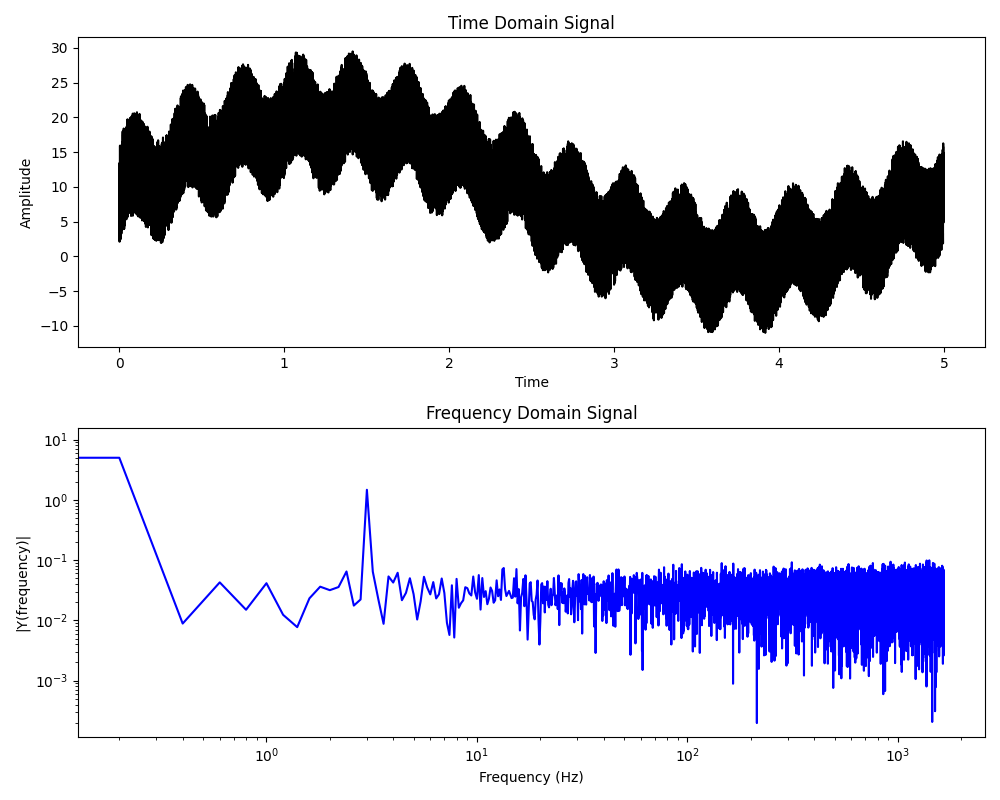 Time Domain Signal
30
25
20
15
10
5
0
−5
−10
Amplitude
0 1 2 3 4 5
Time
Frequency Domain Signal
10¹
10⁰
10⁻¹
10⁻²
10⁻³
|Y(frequency)|
10⁰ 10¹ 10² 10³
Frequency (Hz)